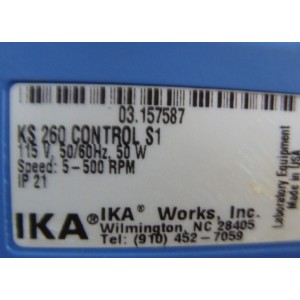 03.157587
KS 260 CONTROL S1
115 V, 50/60Hz, 50 W
Speed: 5-500 RPM
IP 21
IKA® IKA® Works, Inc.
Wilmington, NC 28405
Tel: (910) 452-7059
Laboratory Equipment
Made in USA